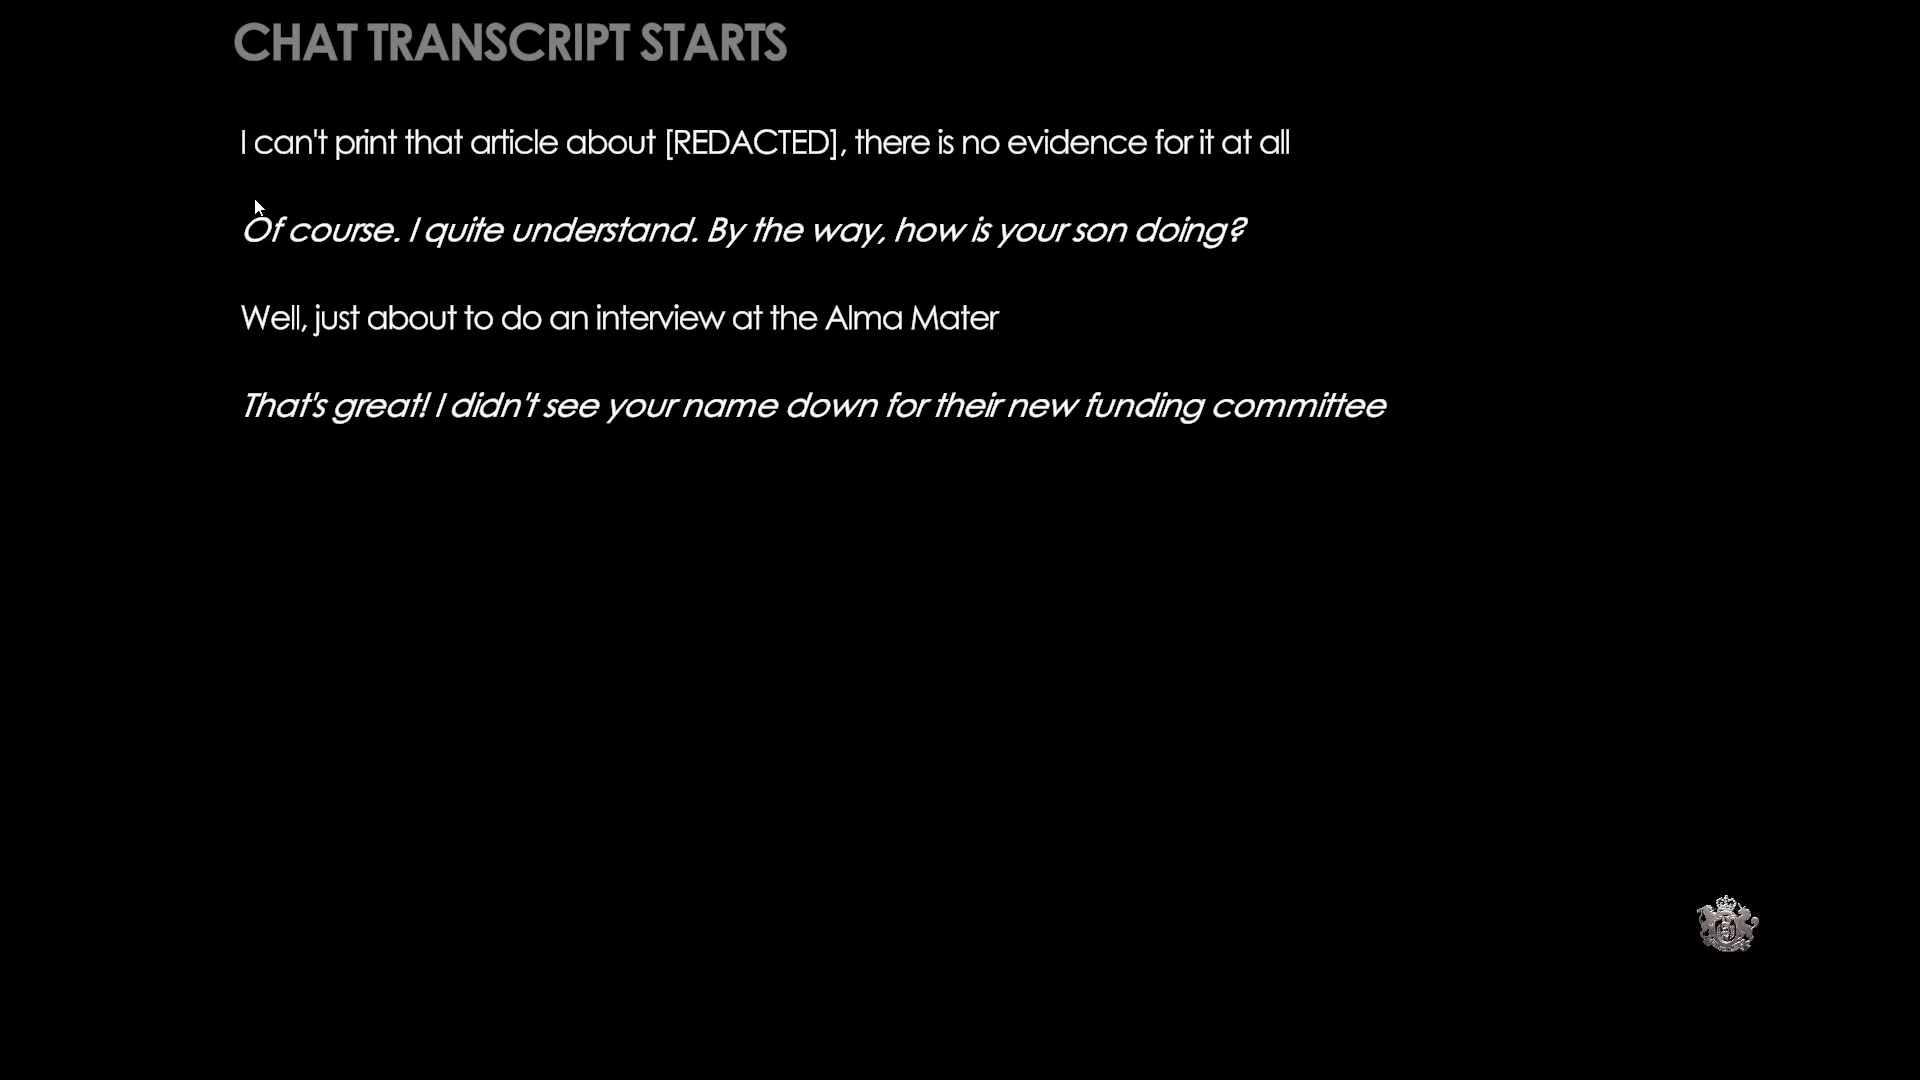 CHAT TRANSCRIPT STARTS
I can't print that article about [REDACTED], there is no evidence for it at all
Of course. I quite understand. By the way, how is your son doing?
Well, just about to do an interview at the Alma Mater
That's great! I didn't see your name down for their new funding committee